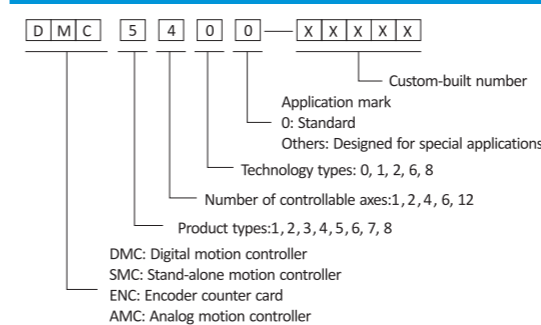 DMC 5 4 0 0 — XXXXX
Custom-built number
Application mark
0: Standard
Others: Designed for special applications
Technology types: 0, 1, 2, 6, 8
Number of controllable axes:1, 2, 4, 6, 12
Product types:1, 2, 3, 4, 5, 6, 7, 8
DMC: Digital motion controller
SMC: Stand-alone motion controller
ENC: Encoder counter card
AMC: Analog motion controller